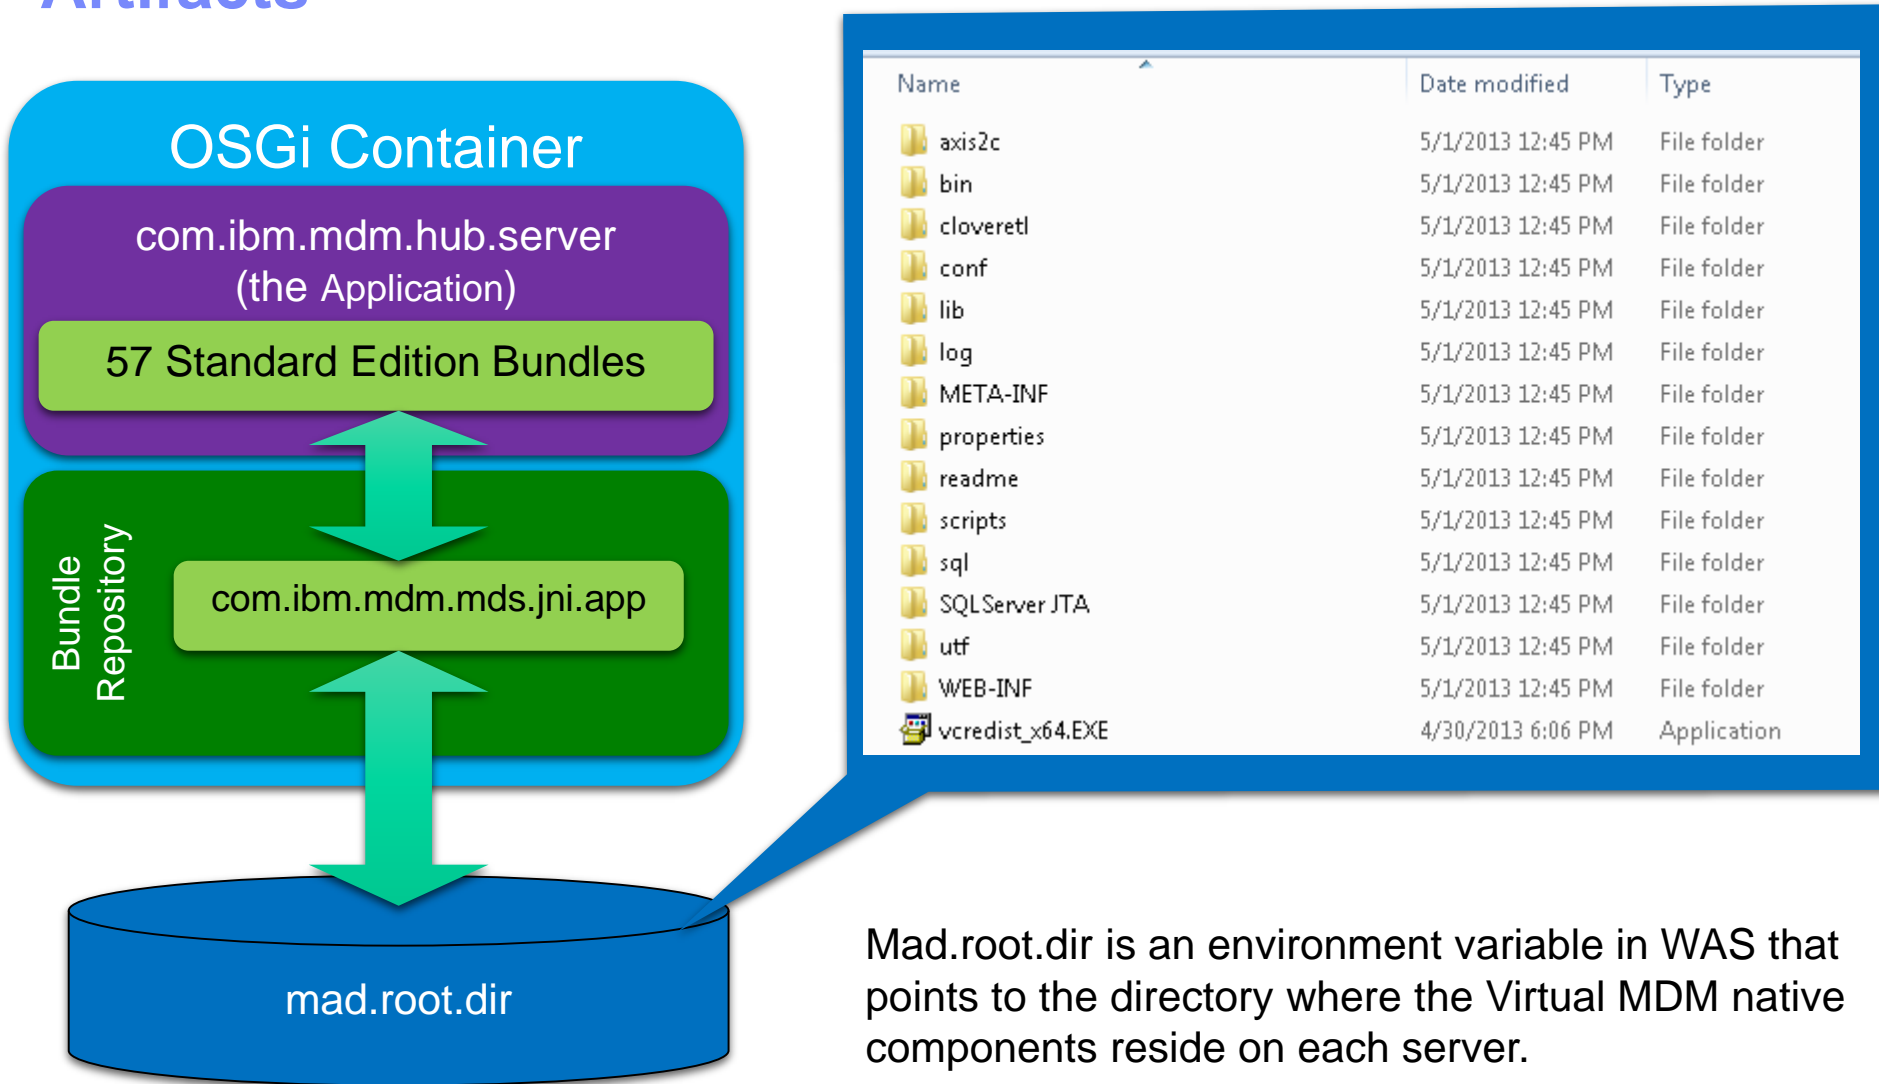 Artifacts
OSGi Container
com.ibm.mdm.hub.server
(the Application)
57 Standard Edition Bundles
Bundle
Repository
com.ibm.mdm.mds.jni.app
mad.root.dir
Name Date modified Type
axis2c 5/1/2013 12:45 PM File folder
bin 5/1/2013 12:45 PM File folder
cloveretl 5/1/2013 12:45 PM File folder
conf 5/1/2013 12:45 PM File folder
lib 5/1/2013 12:45 PM File folder
log 5/1/2013 12:45 PM File folder
META-INF 5/1/2013 12:45 PM File folder
properties 5/1/2013 12:45 PM File folder
readme 5/1/2013 12:45 PM File folder
scripts 5/1/2013 12:45 PM File folder
sql 5/1/2013 12:45 PM File folder
SQLServer JTA 5/1/2013 12:45 PM File folder
utf 5/1/2013 12:45 PM File folder
WEB-INF 5/1/2013 12:45 PM File folder
vcredist_x64.EXE 4/30/2013 6:06 PM Application
Mad.root.dir is an environment variable in WAS that
points to the directory where the Virtual MDM native
components reside on each server.